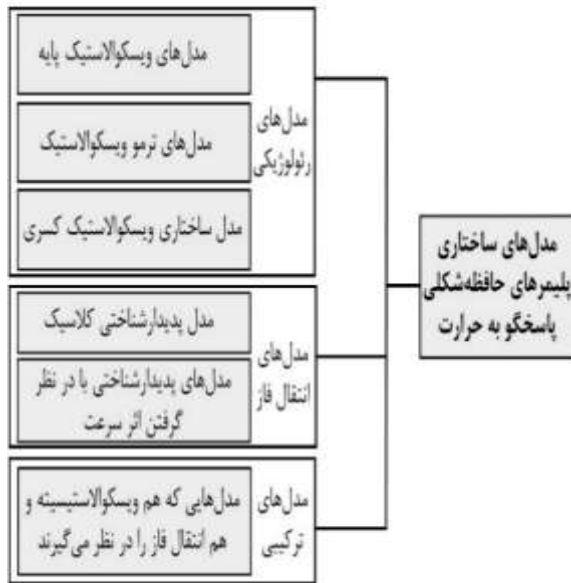 مدل‌های ساختاری
پلیمرهای حافظه‌شکلی
پاسخگو به حرارت
مدل‌های
رئولوژیکی
مدل‌های ویسکوالاستیک پایه
مدل‌های ترمو ویسکوالاستیک
مدل ساختاری ویسکوالاستیک کسری
مدل‌های
انتقال فاز
مدل پدیدارشناختی کلاسیک
مدل‌های پدیدارشناختی با در نظر
گرفتن اثر سرعت
مدل‌های
ترکیبی
مدل‌هایی که هم ویسکوالاستیسیته و
هم انتقال فاز را در نظر می‌گیرند